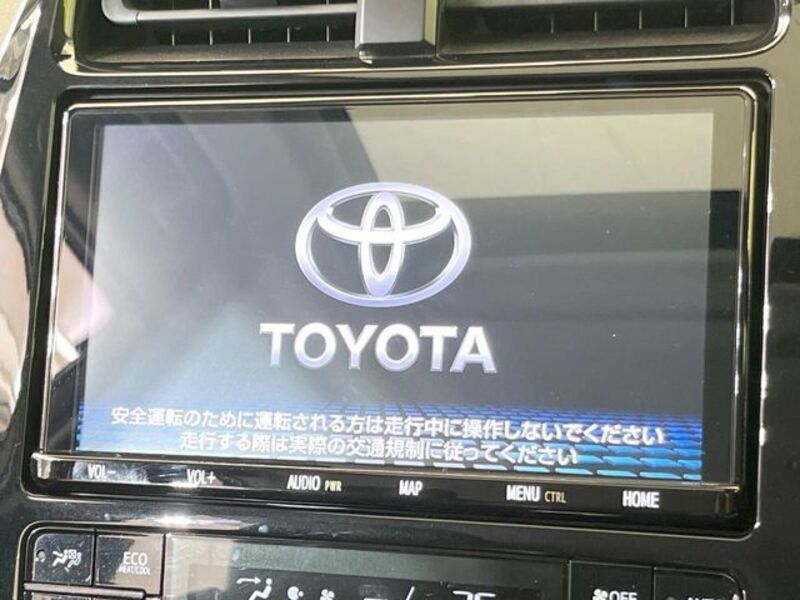 TOYOTA
安全運転のために運転される方は走行中に操作しないでください
走行する際は実際の交通規制に従ってください
VOL- VOL+ AUDIO PWR MAP MENU CTRL HOME
ECO
HEAT/COOL
OFF